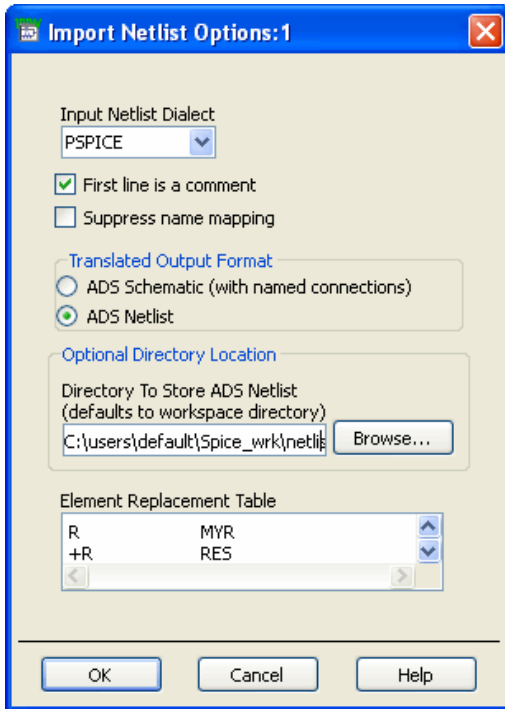 Import Netlist Options:1
Input Netlist Dialect
PSPICE
First line is a comment
Suppress name mapping
Translated Output Format
ADS Schematic (with named connections)
ADS Netlist
Optional Directory Location
Directory To Store ADS Netlist
(defaults to workspace directory)
C:\users\default\Spice_wrk\netlis
Browse...
Element Replacement Table
R MYR
+R RES
OK Cancel Help